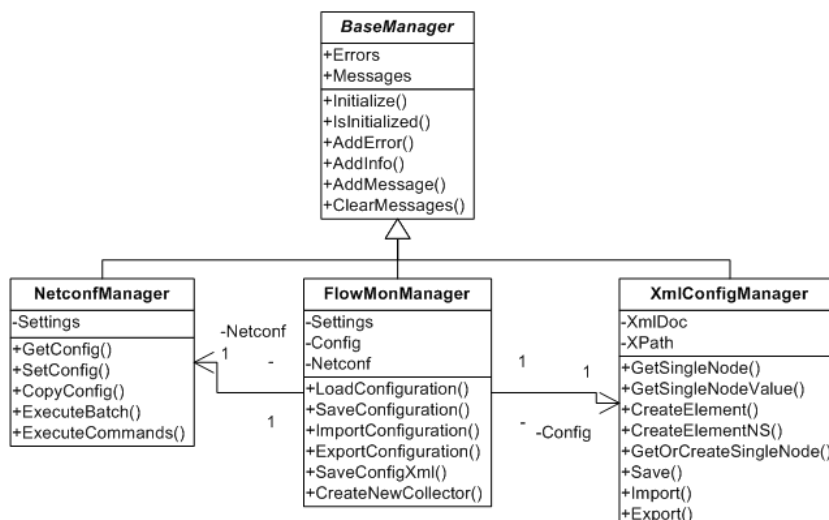 BaseManager
+Errors
+Messages
+Initialize()
+IsInitialized()
+AddError()
+AddInfo()
+AddMessage()
+ClearMessages()
NetconfManager
-Settings
+GetConfig()
+SetConfig()
+CopyConfig()
+ExecuteBatch()
+ExecuteCommands()
-Netconf
1
-
1
FlowMonManager
-Settings
-Config
-Netconf
+LoadConfiguration()
+SaveConfiguration()
+ImportConfiguration()
+ExportConfiguration()
+SaveConfigXml()
+CreateNewCollector()
1
1
-
-Config
XmlConfigManager
-XmlDoc
-XPath
+GetSingleNode()
+GetSingleNodeValue()
+CreateElement()
+CreateElementNS()
+GetOrCreateSingleNode()
+Save()
+Import()
+Export()